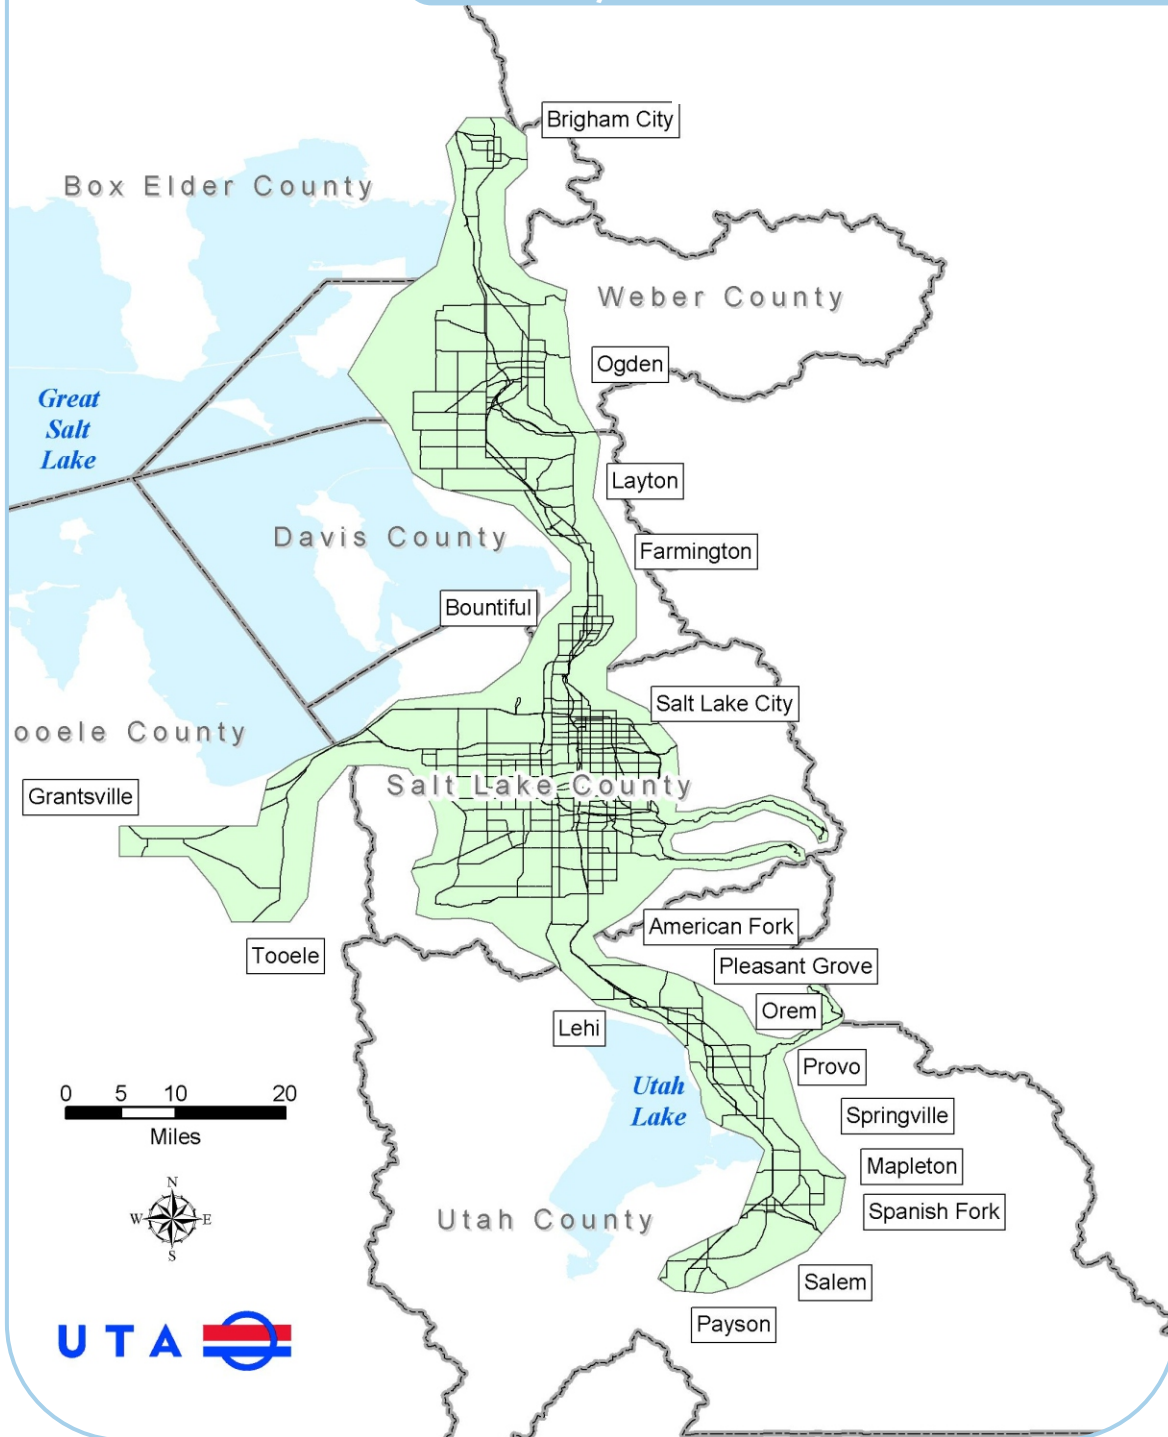 Brigham City
Box Elder County
Weber County
Ogden
Great
Salt
Lake
Layton
Davis County
Farmington
Bountiful
Salt Lake City
ooele County
Salt Lake County
Grantsville
American Fork
Tooele
Pleasant Grove
Orem
Lehi
Provo
0 5 10 20
Miles
Utah
Lake
Springville
Mapleton
N
W E
S
Spanish Fork
Utah County
Salem
Payson
UTA